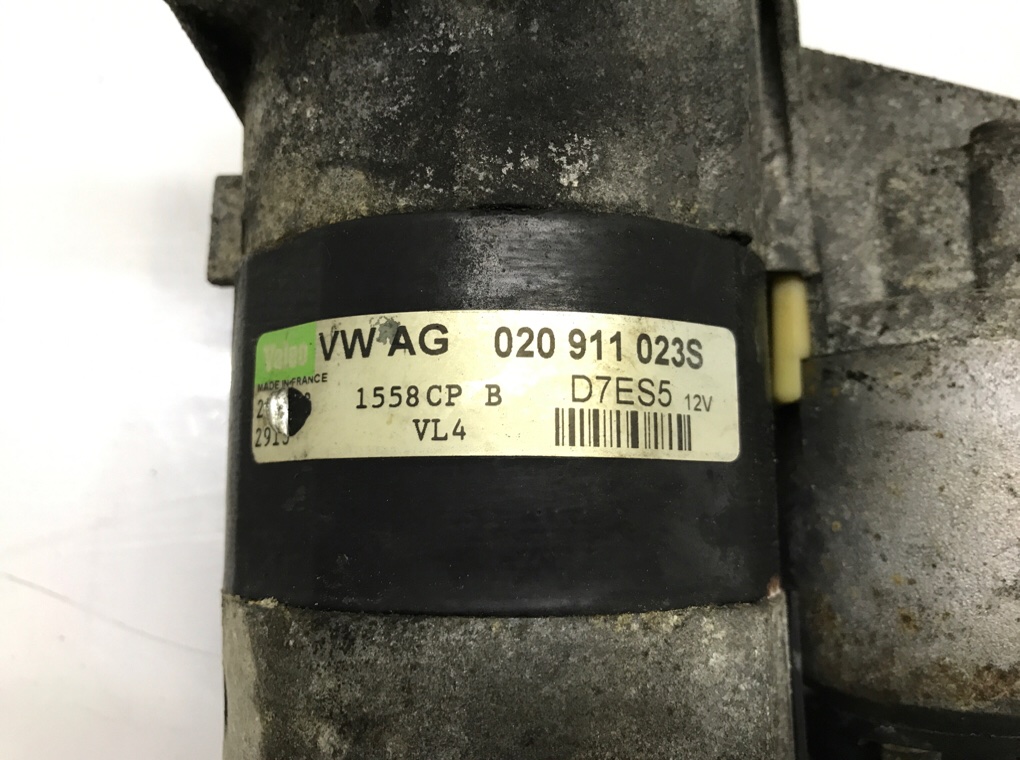 Valeo VW AG 020 911 023S
MADE IN FRANCE
1558 CP B D7ES5 12V
VL4